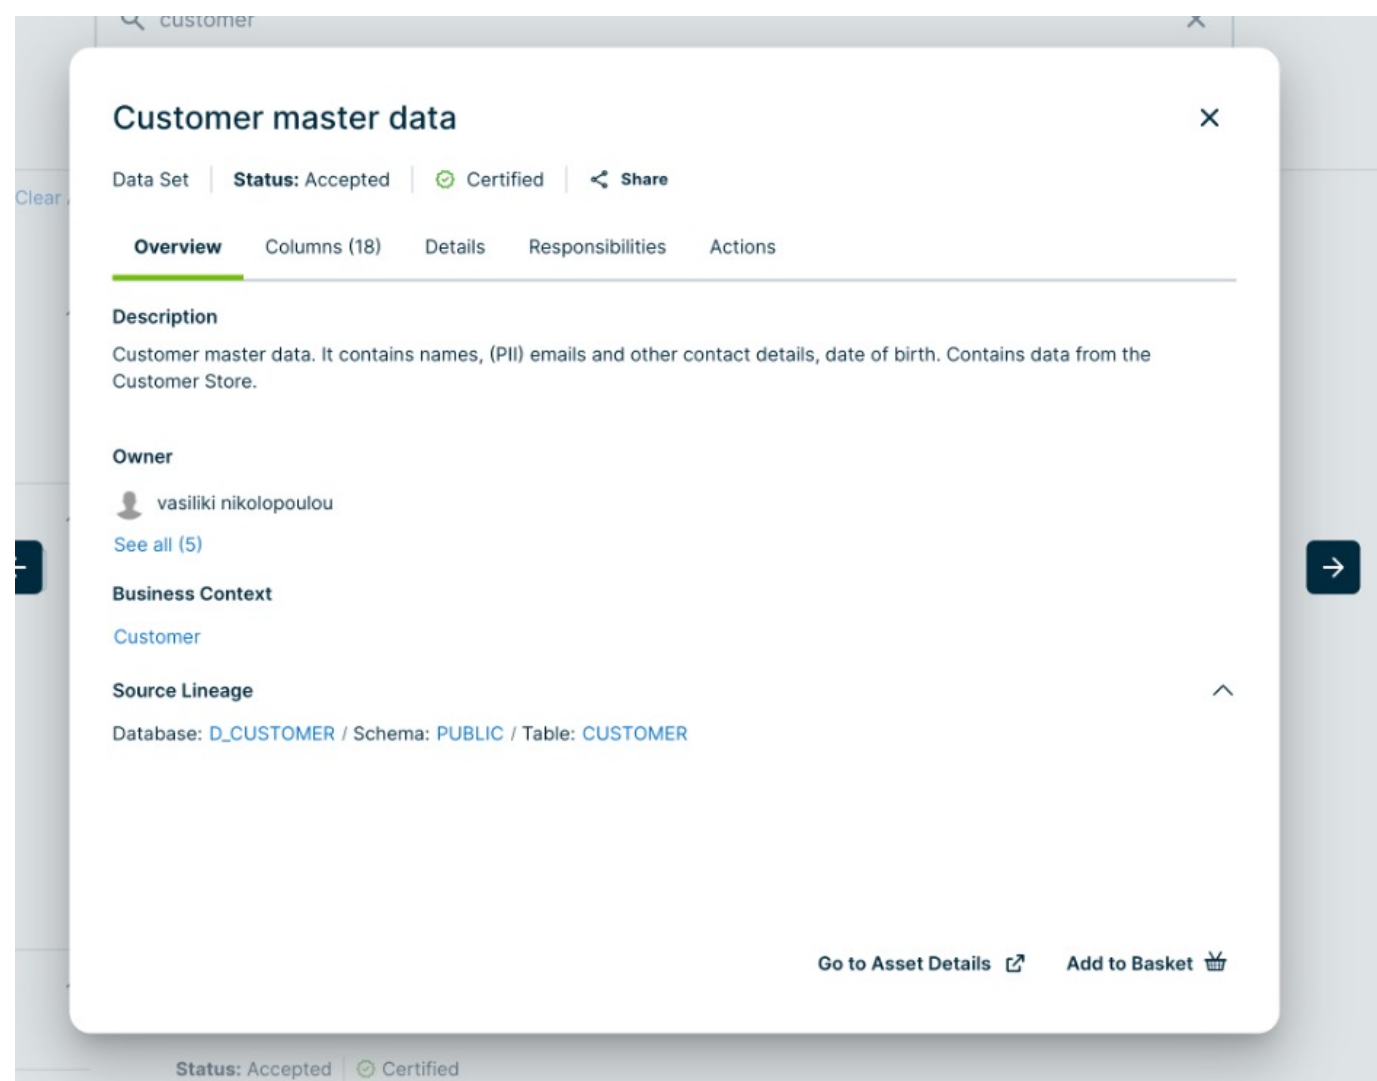 customer
Customer master data
Data Set Status: Accepted Certified Share
Clear
Overview Columns (18) Details Responsibilities Actions
Description
Customer master data. It contains names, (PII) emails and other contact details, date of birth. Contains data from the
Customer Store.
Owner
vasiliki nikolopoulou
See all (5)
Business Context
Customer
Source Lineage
Database: D_CUSTOMER / Schema: PUBLIC / Table: CUSTOMER
Go to Asset Details Add to Basket
Status: Accepted Certified